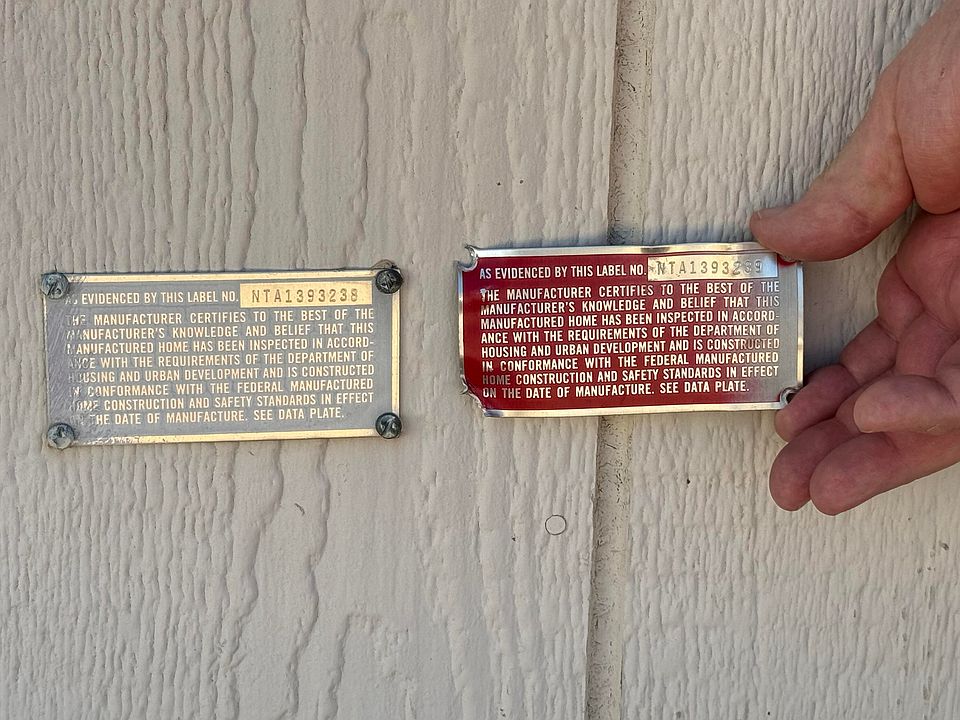 AS EVIDENCED BY THIS LABEL NO. NTA1393238
THE MANUFACTURER CERTIFIES TO THE BEST OF THE
MANUFACTURER'S KNOWLEDGE AND BELIEF THAT THIS
MANUFACTURED HOME HAS BEEN INSPECTED IN ACCORD-
ANCE WITH THE REQUIREMENTS OF THE DEPARTMENT OF
HOUSING AND URBAN DEVELOPMENT AND IS CONSTRUCTED
IN CONFORMANCE WITH THE FEDERAL MANUFACTURED
HOME CONSTRUCTION AND SAFETY STANDARDS IN EFFECT
ON THE DATE OF MANUFACTURE. SEE DATA PLATE.
AS EVIDENCED BY THIS LABEL NO. NTA1393239
THE MANUFACTURER CERTIFIES TO THE BEST OF THE
MANUFACTURER'S KNOWLEDGE AND BELIEF THAT THIS
MANUFACTURED HOME HAS BEEN INSPECTED IN ACCORD-
ANCE WITH THE REQUIREMENTS OF THE DEPARTMENT OF
HOUSING AND URBAN DEVELOPMENT AND IS CONSTRUCTED
IN CONFORMANCE WITH THE FEDERAL MANUFACTURED
HOME CONSTRUCTION AND SAFETY STANDARDS IN EFFECT
ON THE DATE OF MANUFACTURE. SEE DATA PLATE.